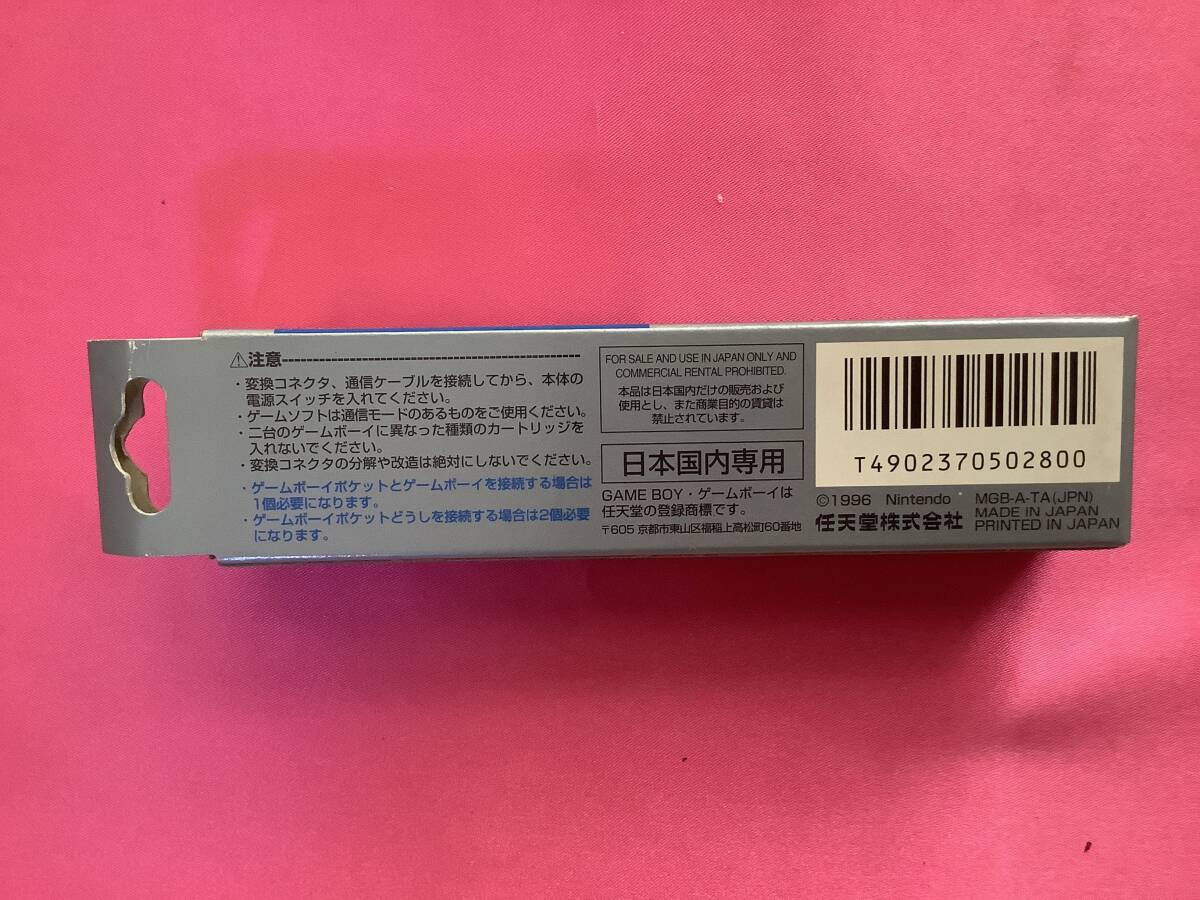 ⚠注意
・変換コネクタ、通信ケーブルを接続してから、本体の
電源スイッチを入れてください。
・ゲームソフトは通信モードのあるものをご使用ください。
・二台のゲームボーイに異なった種類のカートリッジを
入れないでください。
・変換コネクタの分解や改造は絶対にしないでください。
・ゲームボーイポケットとゲームボーイを接続する場合は
1個必要になります。
・ゲームボーイポケットどうしを接続する場合は2個必要
になります。
FOR SALE AND USE IN JAPAN ONLY AND
COMMERCIAL RENTAL PROHIBITED.
本品は日本国内だけの販売および
使用とし、また商業目的の賃貸は
禁止されています。
日本国内専用
GAME BOY・ゲームボーイは
任天堂の登録商標です。
〒605 京都市東山区福稲上高松町60番地
T4902370502800
©1996 Nintendo
任天堂株式会社
MGB-A-TA(JPN)
MADE IN JAPAN
PRINTED IN JAPAN